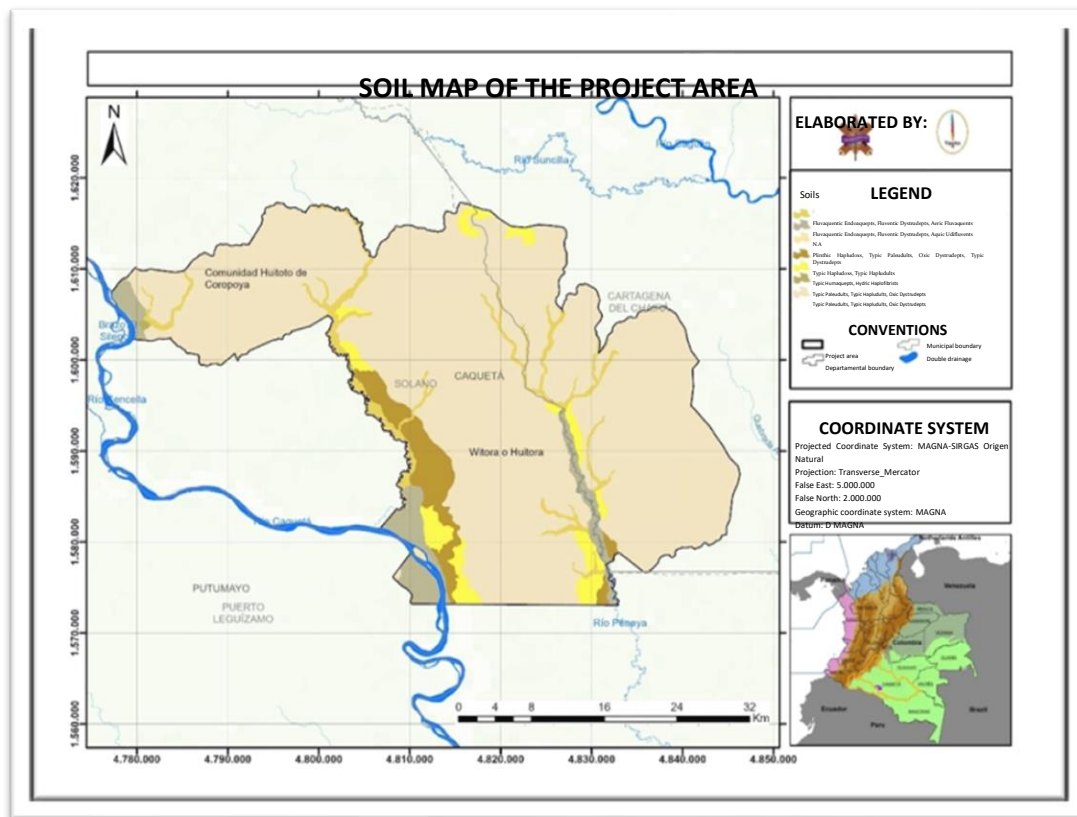 SOIL MAP OF THE PROJECT AREA
N
ELABORATED BY:
Río Suncilla
1.620.000
1.610.000
1.600.000
1.590.000
1.580.000
1.570.000
1.560.000
Comunidad Huitoto de
Coropoya
CARTAGENA
DEL
SOLANO
CAQUETÁ
Witora o Huitora
Río Caquetá
PUTUMAYO
PUERTO
LEGUÍZAMO
Río Peneya
0 4 8 16 24 32
Km
4.780.000 4.790.000 4.800.000 4.810.000 4.820.000 4.830.000 4.840.000 4.850.000
Soils
LEGEND
Fluvaquentic Endoaquepts, Fluventic Dystrudepts, Aeric Fluvaquents
Fluvaquentic Endoaquepts, Fluventic Dystrudepts, Aquic Udifluvents
N.A
Plinthic Hapludoxs, Typic Paleudults, Oxic Dystrudepts, Typic
Dystrudepts
Typic Hapludoxs, Typic Hapludults
Typic Humaquepts, Hydric Haplofibrists
Typic Paleudults, Typic Hapludults, Oxic Dystrudepts
Typic Paleudults, Typic Hapludults, Oxic Dystrudepts
CONVENTIONS
Project area
Departamental boundary
Municipal boundary
Double drainage
COORDINATE SYSTEM
Projected Coordinate System: MAGNA-SIRGAS Origen
Natural
Projection: Transverse_Mercator
False East: 5.000.000
False North: 2.000.000
Geographic coordinate system: MAGNA
Datum: D MAGNA
Netherlands Antilles
Panama
Venezuela
Colombia
Ecuador
Peru
Brazil